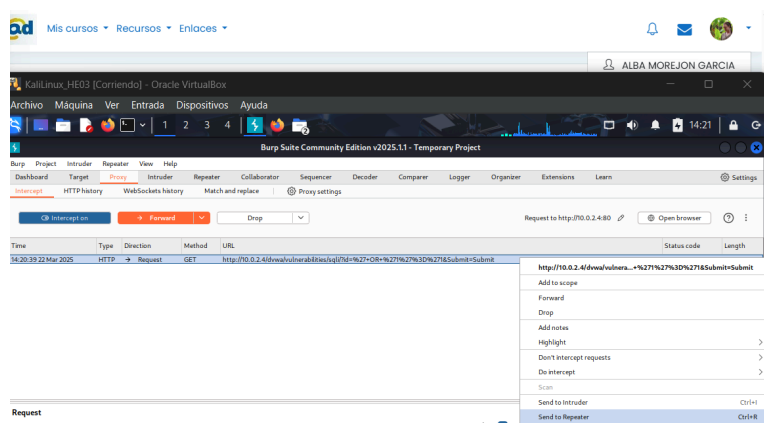 ad Mis cursos Recursos Enlaces
ALBA MOREJON GARCIA
KaliLinux_HE03 [Corriendo] - Oracle VirtualBox
Archivo Máquina Ver Entrada Dispositivos Ayuda
1 2 3 4 14:21
Burp Suite Community Edition v2025.1.1 - Temporary Project
Burp Project Intruder Repeater View Help
Dashboard Target Proxy Intruder Repeater Collaborator Sequencer Decoder Comparer Logger Organizer Extensions Learn Settings
Intercept HTTP history WebSockets history Match and replace Proxy settings
Intercept on Forward Drop Request to http://10.0.2.4:80 Open browser
Time Type Direction Method URL Status code Length
14:20:39 22 Mar 2025 HTTP → Request GET http://10.0.2.4/dvwa/vulnerabilities/sqli/?id=%27+OR+%271%27%3D%271&Submit=Submit
http://10.0.2.4/dvwa/vulnera...+%271%27%3D%271&Submit=Submit
Add to scope
Forward
Drop
Add notes
Highlight
Don't intercept requests
Do intercept
Scan
Send to Intruder Ctrl+I
Request
Send to Repeater Ctrl+R